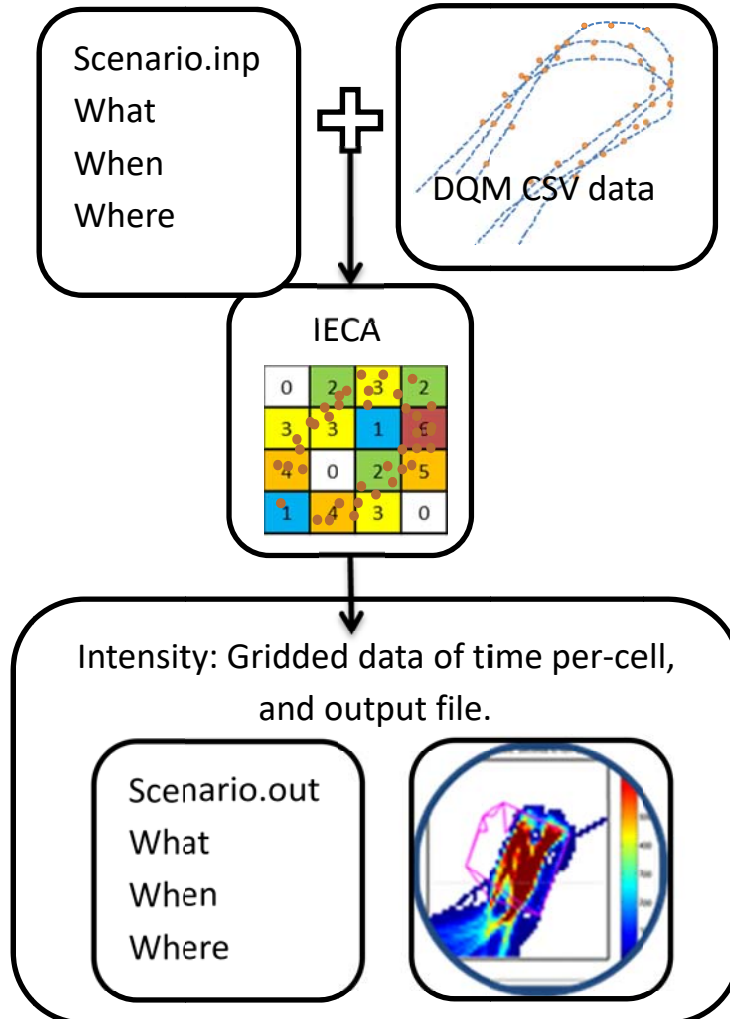 Scenario.inp
What
When
Where
DQM CSV data
IECA
0 2 3 2
3 3 1 6
4 0 2 5
1 4 3 0
Intensity: Gridded data of time per-cell,
and output file.
Scenario.out
What
When
Where